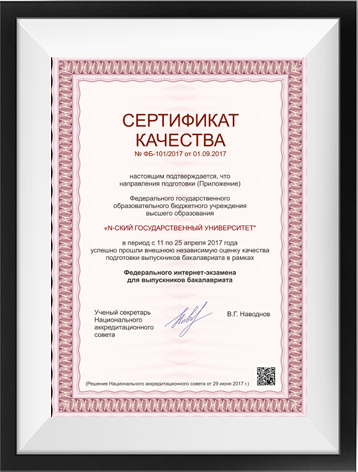 СЕРТИФИКАТ
КАЧЕСТВА
№ ФБ-101/2017 от 01.09.2017
настоящим подтверждается, что
направления подготовки (Приложение)
Федерального государственного
образовательного бюджетного учреждения
высшего образования
«N-СКИЙ ГОСУДАРСТВЕННЫЙ УНИВЕРСИТЕТ"
в период с 11 по 25 апреля 2017 года
успешно прошли внешнюю независимую оценку качества
подготовки выпускников бакалавриата в рамках
Федерального интернет-экзамена
для выпускников бакалавриата
Ученый секретарь
Национального
аккредитационного
совета
В.Г. Наводнов
(Решение Национального аккредитационного совета от 29 июня 2017 г.)